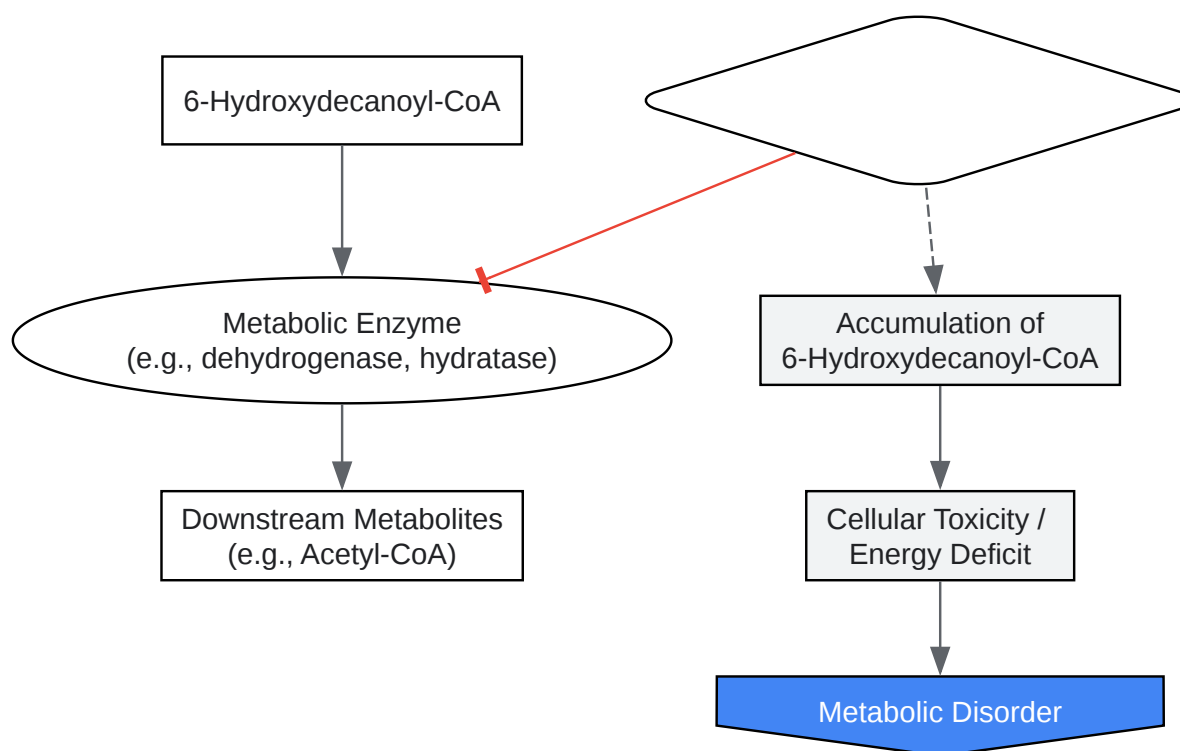 6-Hydroxydecanoyl-CoA
Metabolic Enzyme
(e.g., dehydrogenase, hydratase)
Accumulation of
6-Hydroxydecanoyl-CoA
Downstream Metabolites
(e.g., Acetyl-CoA)
Cellular Toxicity /
Energy Deficit
Metabolic Disorder